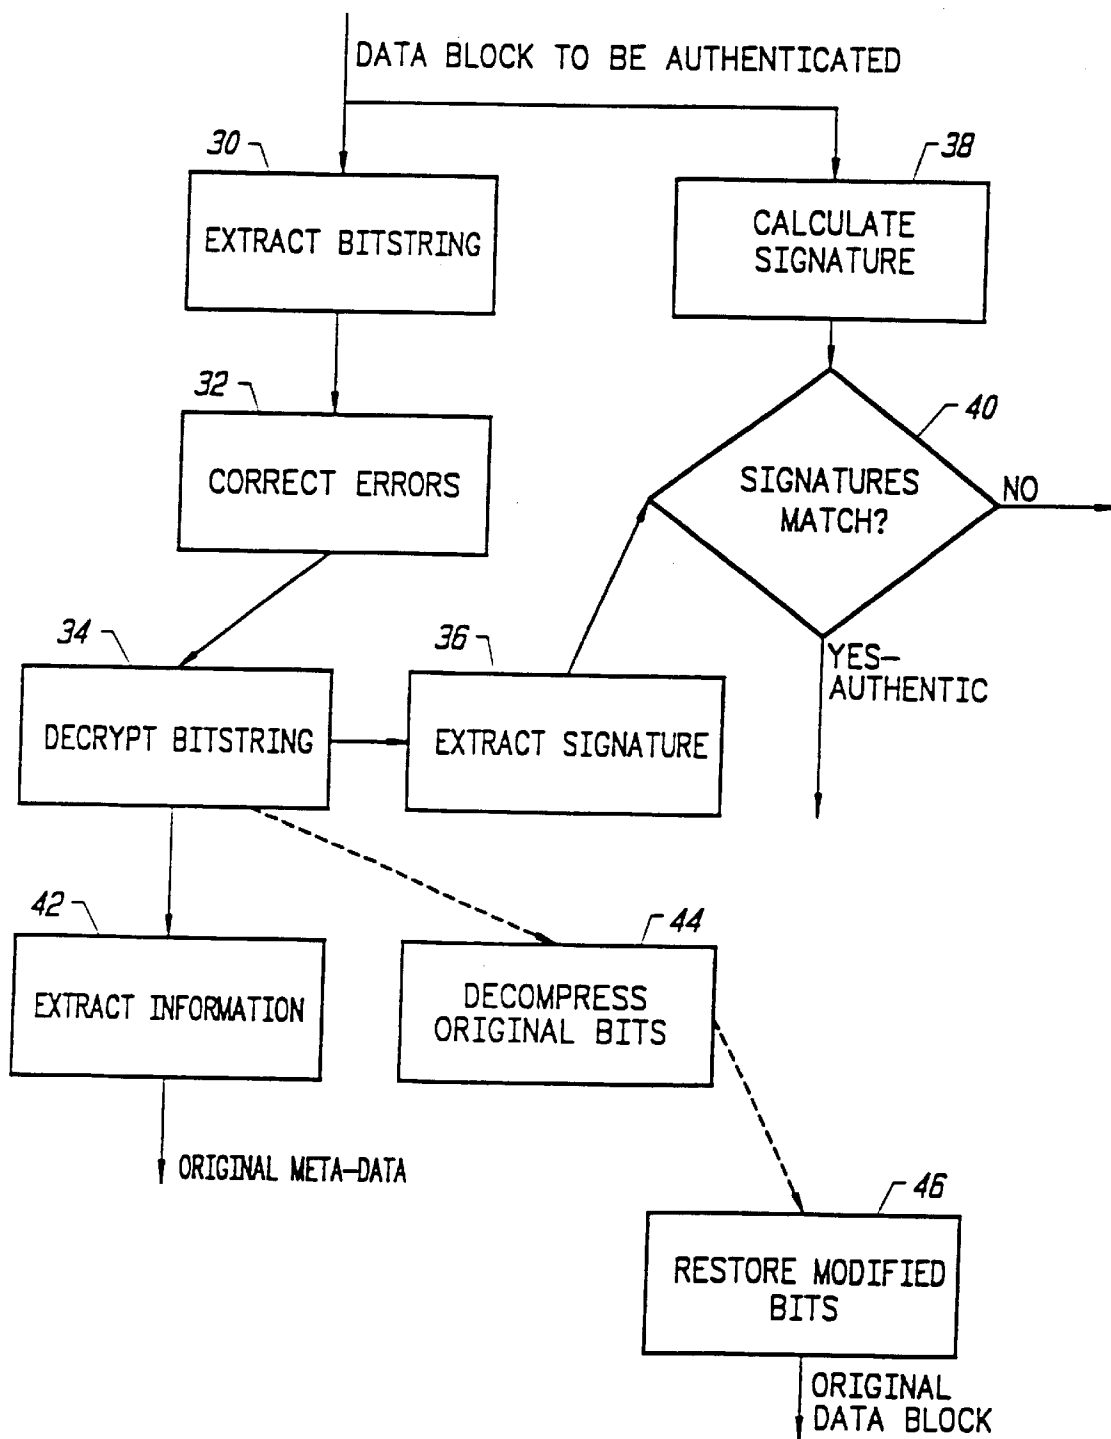 DATA BLOCK TO BE AUTHENTICATED
30
38
EXTRACT BITSTRING
CALCULATE
SIGNATURE
32
40
CORRECT ERRORS
SIGNATURES
MATCH?
NO
34
36
YES-
AUTHENTIC
DECRYPT BITSTRING
EXTRACT SIGNATURE
42
44
EXTRACT INFORMATION
DECOMPRESS
ORIGINAL BITS
ORIGINAL META-DATA
46
RESTORE MODIFIED
BITS
ORIGINAL
DATA BLOCK